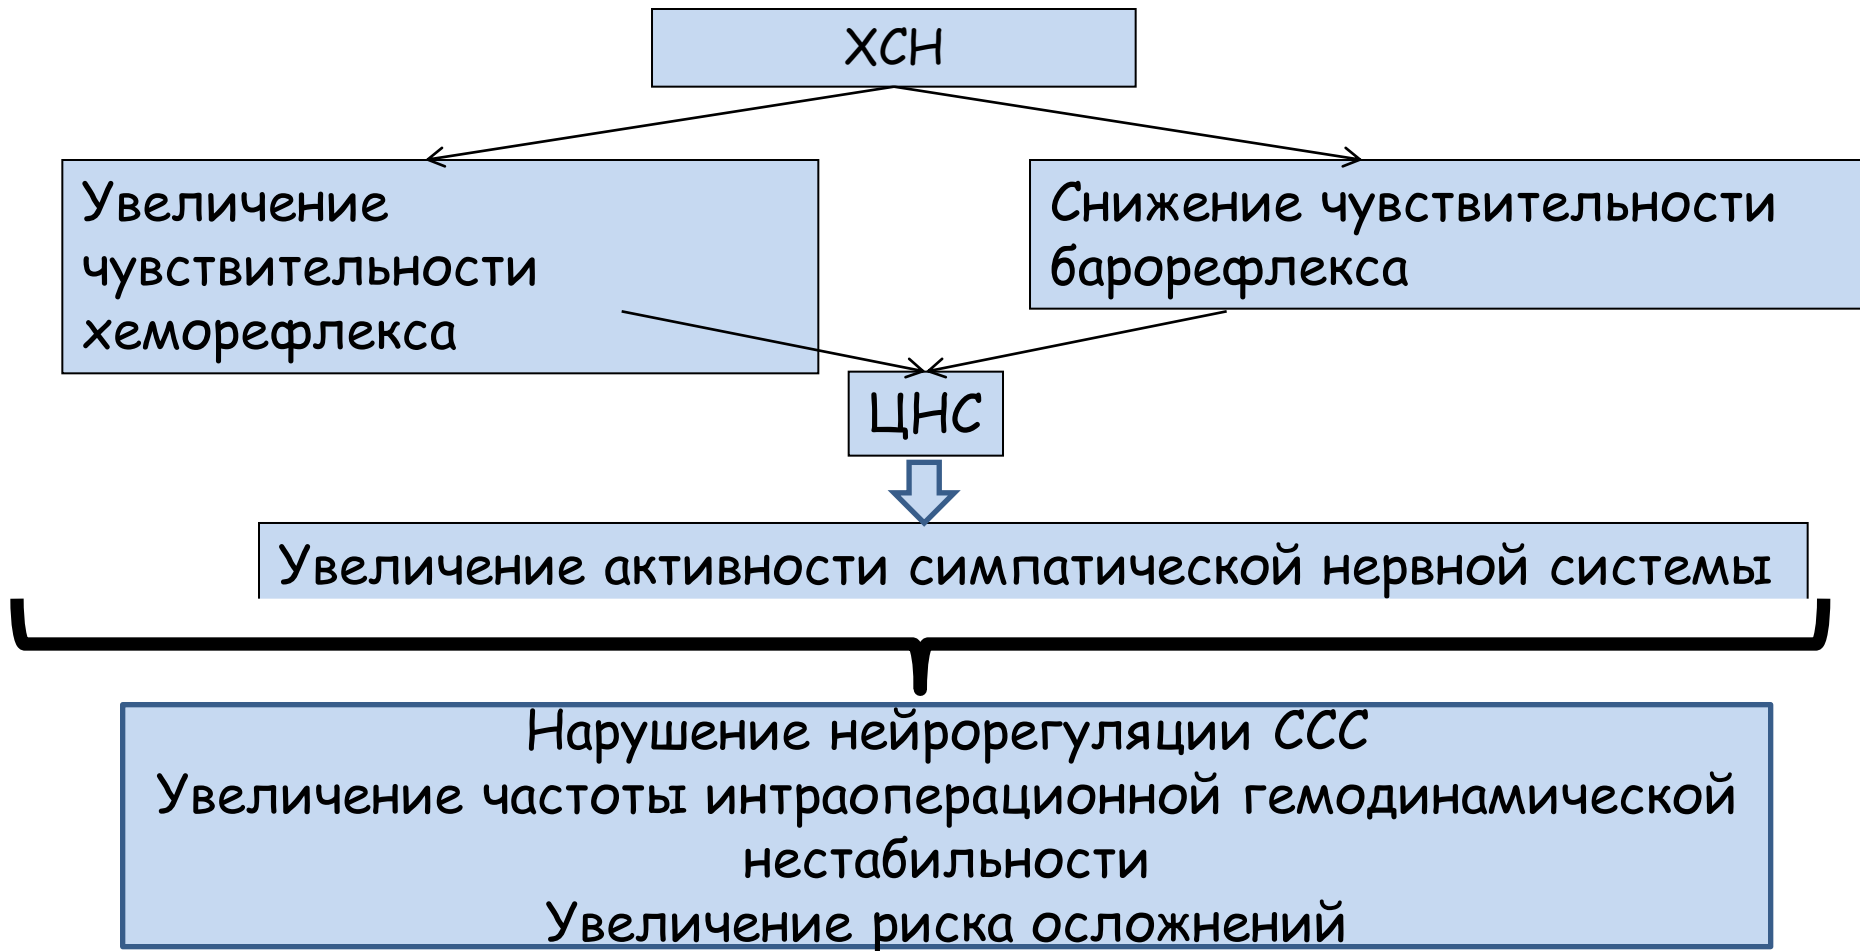 ХСН
Увеличение
чувствительности
хеморефлекса
Снижение чувствительности
барорефлекса
ЦНС
Увеличение активности симпатической нервной системы
Нарушение нейрорегуляции ССС
Увеличение частоты интраоперационной гемодинамической
нестабильности
Увеличение риска осложнений